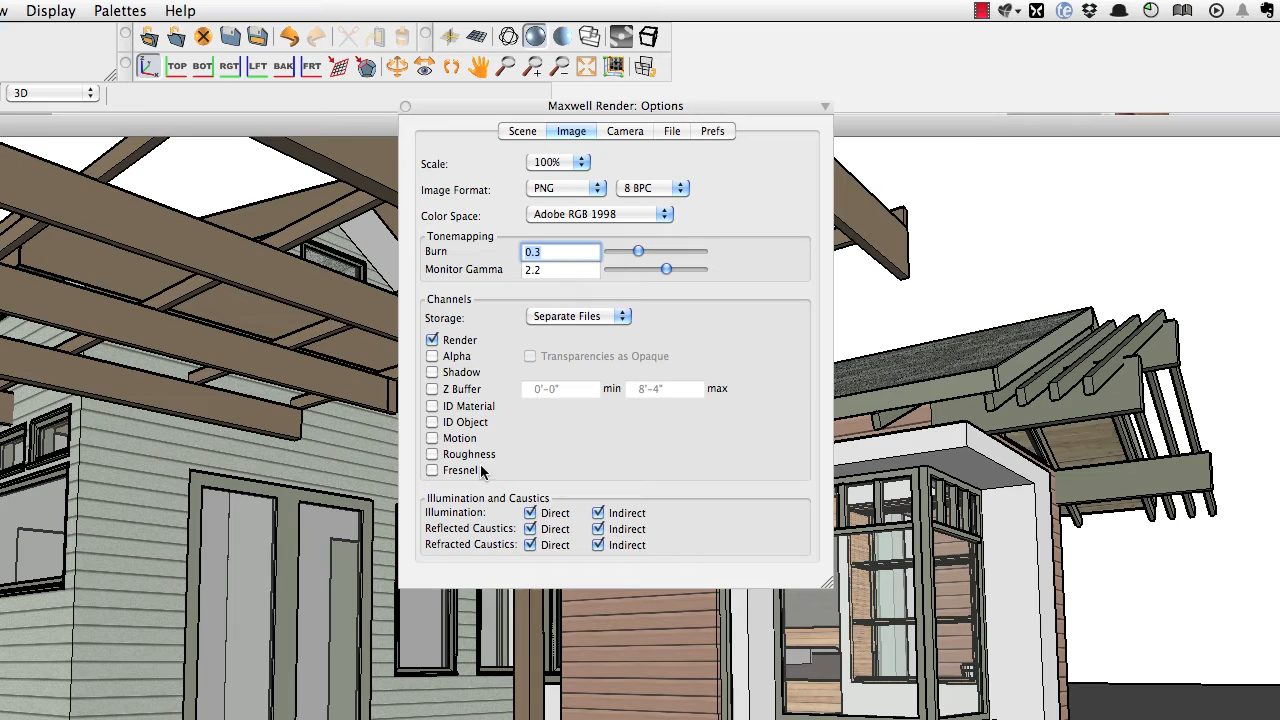 w Display Palettes Help
TOP BOT RGT LFT BAK FRT
3D
Maxwell Render: Options
Scene Image Camera File Prefs
Scale: 100%
Image Format: PNG 8 BPC
Color Space: Adobe RGB 1998
Tonemapping
Burn 0.3
Monitor Gamma 2.2
Channels
Storage: Separate Files
Render
Alpha Transparencies as Opaque
Shadow
Z Buffer 0'-0" min 8'-4" max
ID Material
ID Object
Motion
Roughness
Fresnel
Illumination and Caustics
Illumination: Direct Indirect
Reflected Caustics: Direct Indirect
Refracted Caustics: Direct Indirect